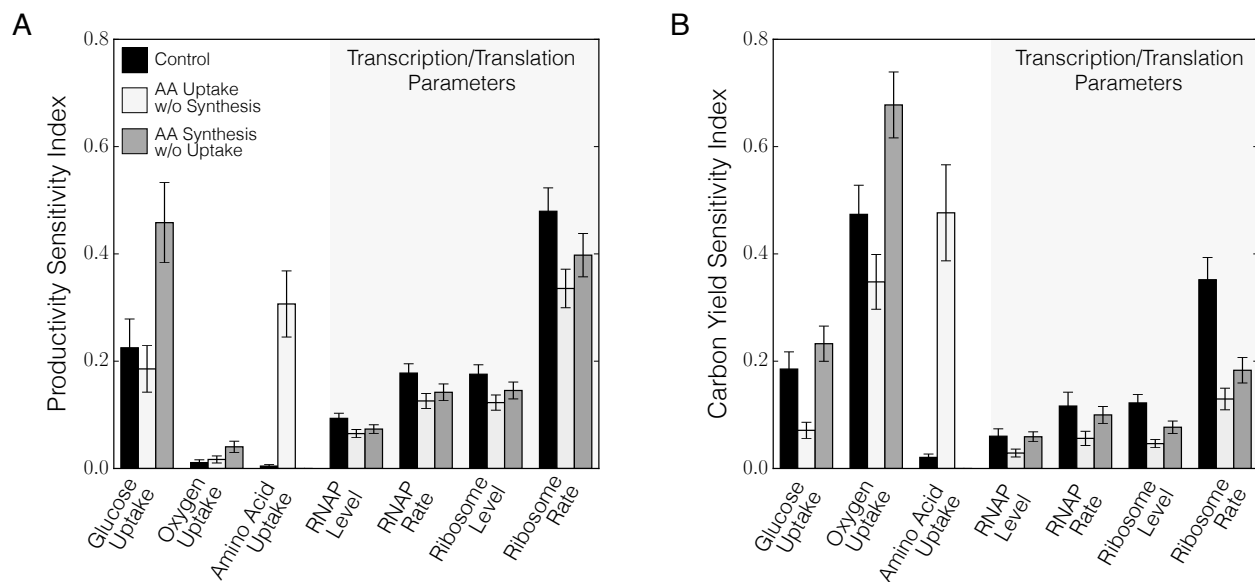 A
Productivity Sensitivity Index
0.8
0.6
0.4
0.2
0.0
Control
AA Uptake
w/o Synthesis
AA Synthesis
w/o Uptake
Transcription/Translation
Parameters
Glucose
Uptake
Oxygen
Uptake
Amino Acid
Uptake
RNAP
Level
RNAP
Rate
Ribosome
Level
Ribosome
Rate
B
Carbon Yield Sensitivity Index
0.8
0.6
0.4
0.2
0.0
Transcription/Translation
Parameters
Glucose
Uptake
Oxygen
Uptake
Amino Acid
Uptake
RNAP
Level
RNAP
Rate
Ribosome
Level
Ribosome
Rate